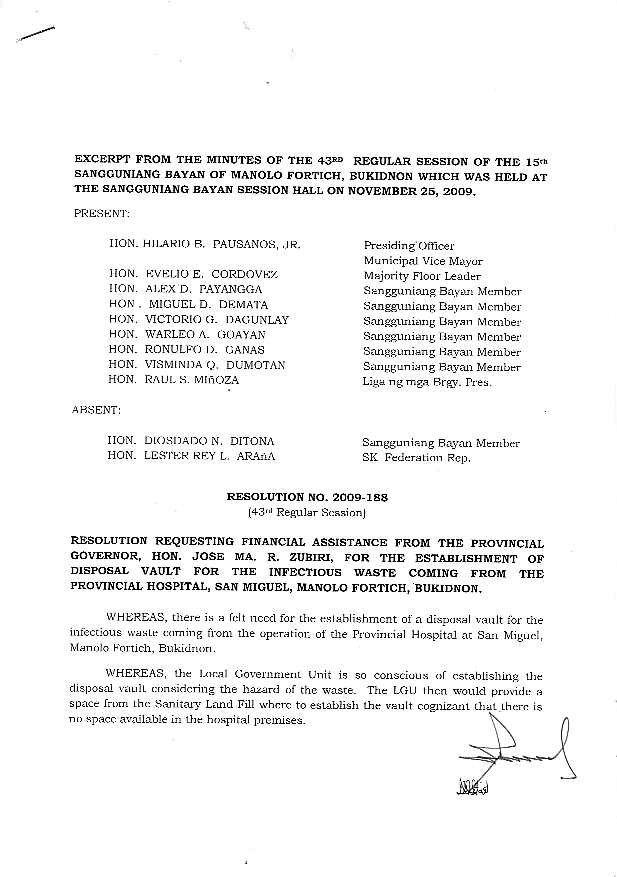 EXCERPT FROM THE MINUTES OF THE 43RD REGULAR SESSION OF THE 15th
SANGGUNIANG BAYAN OF MANOLO FORTICH, BUKIDNON WHICH WAS HELD AT
THE SANGGUNIANG BAYAN SESSION HALL ON NOVEMBER 25, 2009.
PRESENT:
HON. HILARIO B. PAUSANOS, JR. Presiding Officer
Municipal Vice Mayor
HON. EVELIO E. CORDOVEZ Majority Floor Leader
HON. ALEX D. PAYANGGA Sangguniang Bayan Member
HON . MIGUEL D. DEMATA Sangguniang Bayan Member
HON. VICTORIO G. DAGUNLAY Sangguniang Bayan Member
HON. WARLEO A. GOAYAN Sangguniang Bayan Member
HON. RONULFO D. GANAS Sangguniang Bayan Member
HON. VISMINDA Q. DUMOTAN Sangguniang Bayan Member
HON. RAUL S. MIñOZA Liga ng mga Brgy. Pres.
ABSENT:
HON. DIOSDADO N. DITONA Sangguniang Bayan Member
HON. LESTER REY L. ARAñA SK Federation Rep.
RESOLUTION NO. 2009-188
(43rd Regular Session)
RESOLUTION REQUESTING FINANCIAL ASSISTANCE FROM THE PROVINCIAL
GOVERNOR, HON. JOSE MA. R. ZUBIRI, FOR THE ESTABLISHMENT OF
DISPOSAL VAULT FOR THE INFECTIOUS WASTE COMING FROM THE
PROVINCIAL HOSPITAL, SAN MIGUEL, MANOLO FORTICH, BUKIDNON.
WHEREAS, there is a felt need for the establishment of a disposal vault for the
infectious waste coming from the operation of the Provincial Hospital at San Miguel,
Manolo Fortich, Bukidnon.
WHEREAS, the Local Government Unit is so conscious of establishing the
disposal vault considering the hazard of the waste. The LGU then would provide a
space from the Sanitary Land Fill where to establish the vault cognizant that there is
no space available in the hospital premises.